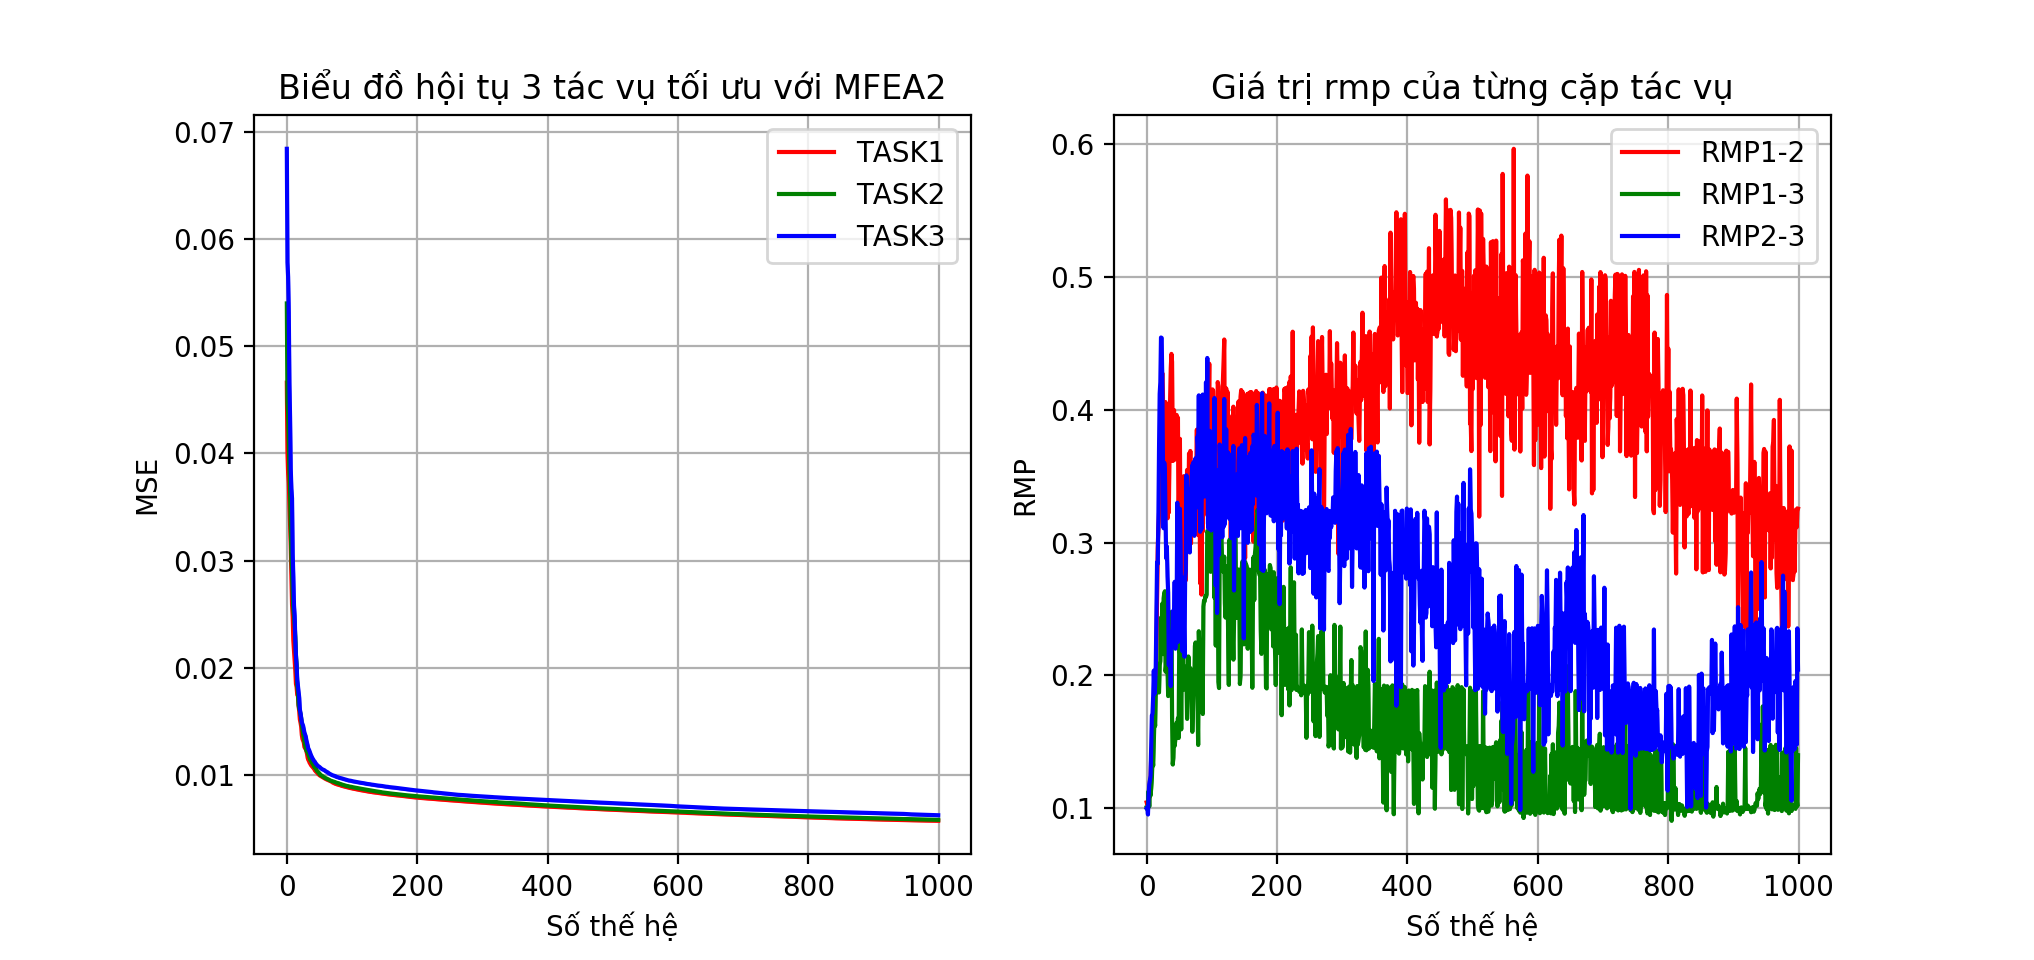 Biểu đồ hội tụ 3 tác vụ tối ưu với MFEA2
0.07
0.06
0.05
0.04
0.03
0.02
0.01
MSE
TASK1
TASK2
TASK3
0 200 400 600 800 1000
Số thế hệ
Giá trị rmp của từng cặp tác vụ
0.6
0.5
0.4
0.3
0.2
0.1
RMP
RMP1-2
RMP1-3
RMP2-3
0 200 400 600 800 1000
Số thế hệ